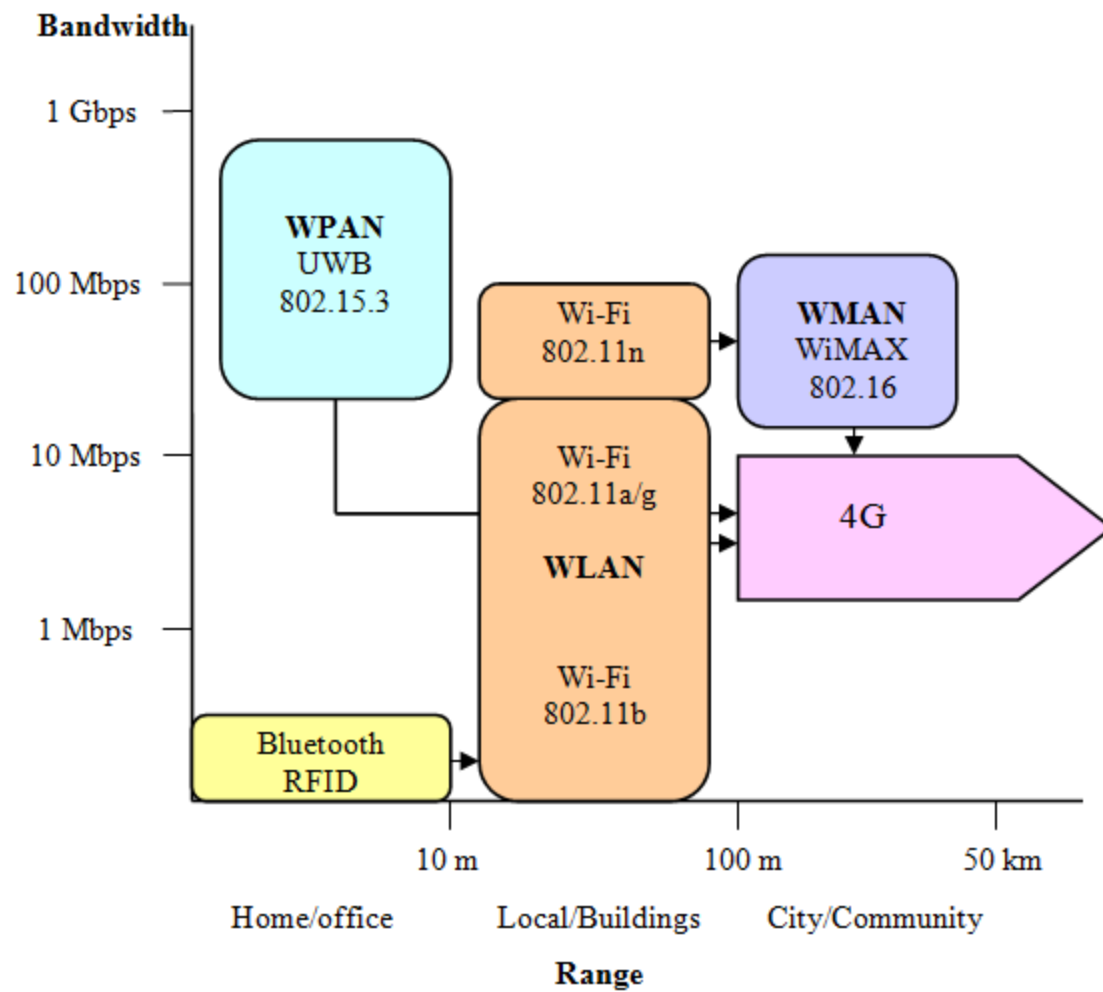 Bandwidth
1 Gbps
WPAN
UWB
802.15.3
100 Mbps
Wi-Fi
802.11n
WMAN
WiMAX
802.16
10 Mbps
Wi-Fi
802.11a/g
4G
WLAN
1 Mbps
Wi-Fi
802.11b
Bluetooth
RFID
10 m
100 m
50 km
Home/office
Local/Buildings
City/Community
Range